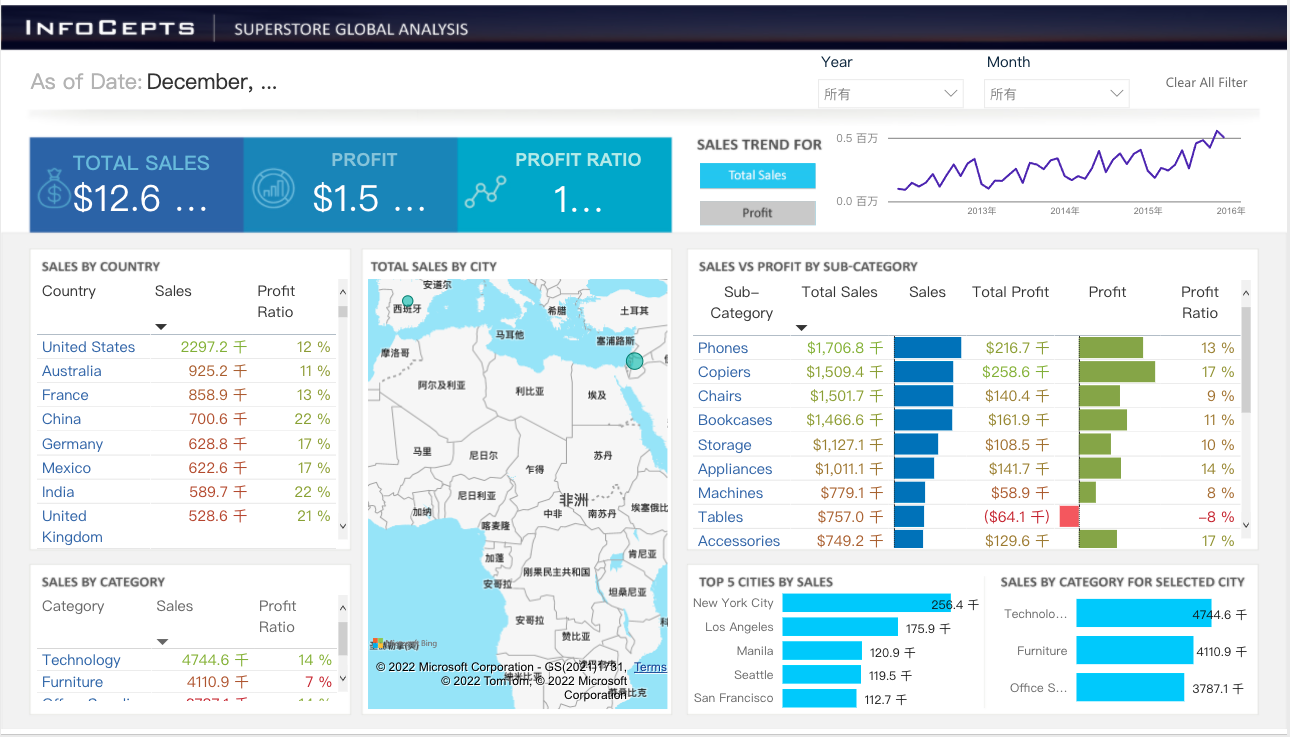 INFOCEPTS
SUPERSTORE GLOBAL ANALYSIS
As of Date: December, ...
Year
所有
Month
所有
Clear All Filter
TOTAL SALES
$12.6 ...
PROFIT
$1.5 ...
PROFIT RATIO
1...
SALES TREND FOR
Total Sales
Profit
0.5 百万
0.0 百万
2013年 2014年 2015年 2016年
SALES BY COUNTRY
Country Sales Profit Ratio
United States 2297.2 千 12 %
Australia 925.2 千 11 %
France 858.9 千 13 %
China 700.6 千 22 %
Germany 628.8 千 17 %
Mexico 622.6 千 17 %
India 589.7 千 22 %
United Kingdom 528.6 千 21 %
SALES BY CATEGORY
Category Sales Profit Ratio
Technology 4744.6 千 14 %
Furniture 4110.9 千 7 %
TOTAL SALES BY CITY
安道尔
西班牙
希腊
土耳其
马耳他
塞浦路斯
摩洛哥
阿尔及利亚
利比亚
埃及
马里
尼日尔
乍得
苏丹
尼日利亚
非洲
加纳
中非
南苏丹
埃塞俄比
喀麦隆
加蓬
刚果民主共和国
肯尼亚
安哥拉
坦桑尼亚
安哥拉
赞比亚
Microsoft Bing
© 2022 Microsoft Corporation - GS(2021)1731, Terms
© 2022 TomTom, © 2022 Microsoft
Corporation
SALES VS PROFIT BY SUB-CATEGORY
Sub-Category Total Sales Sales Total Profit Profit Profit Ratio
Phones $1,706.8 千 $216.7 千 13 %
Copiers $1,509.4 千 $258.6 千 17 %
Chairs $1,501.7 千 $140.4 千 9 %
Bookcases $1,466.6 千 $161.9 千 11 %
Storage $1,127.1 千 $108.5 千 10 %
Appliances $1,011.1 千 $141.7 千 14 %
Machines $779.1 千 $58.9 千 8 %
Tables $757.0 千 ($64.1 千) -8 %
Accessories $749.2 千 $129.6 千 17 %
TOP 5 CITIES BY SALES
New York City 256.4 千
Los Angeles 175.9 千
Manila 120.9 千
Seattle 119.5 千
San Francisco 112.7 千
SALES BY CATEGORY FOR SELECTED CITY
Technolo... 4744.6 千
Furniture 4110.9 千
Office S... 3787.1 千